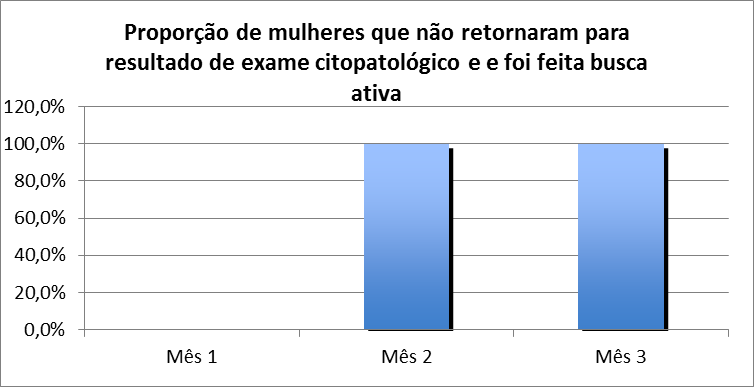 Proporção de mulheres que não retornaram para
resultado de exame citopatológico e e foi feita busca
ativa
120,0%
100,0%
80,0%
60,0%
40,0%
20,0%
0,0%
Mês 1
Mês 2
Mês 3